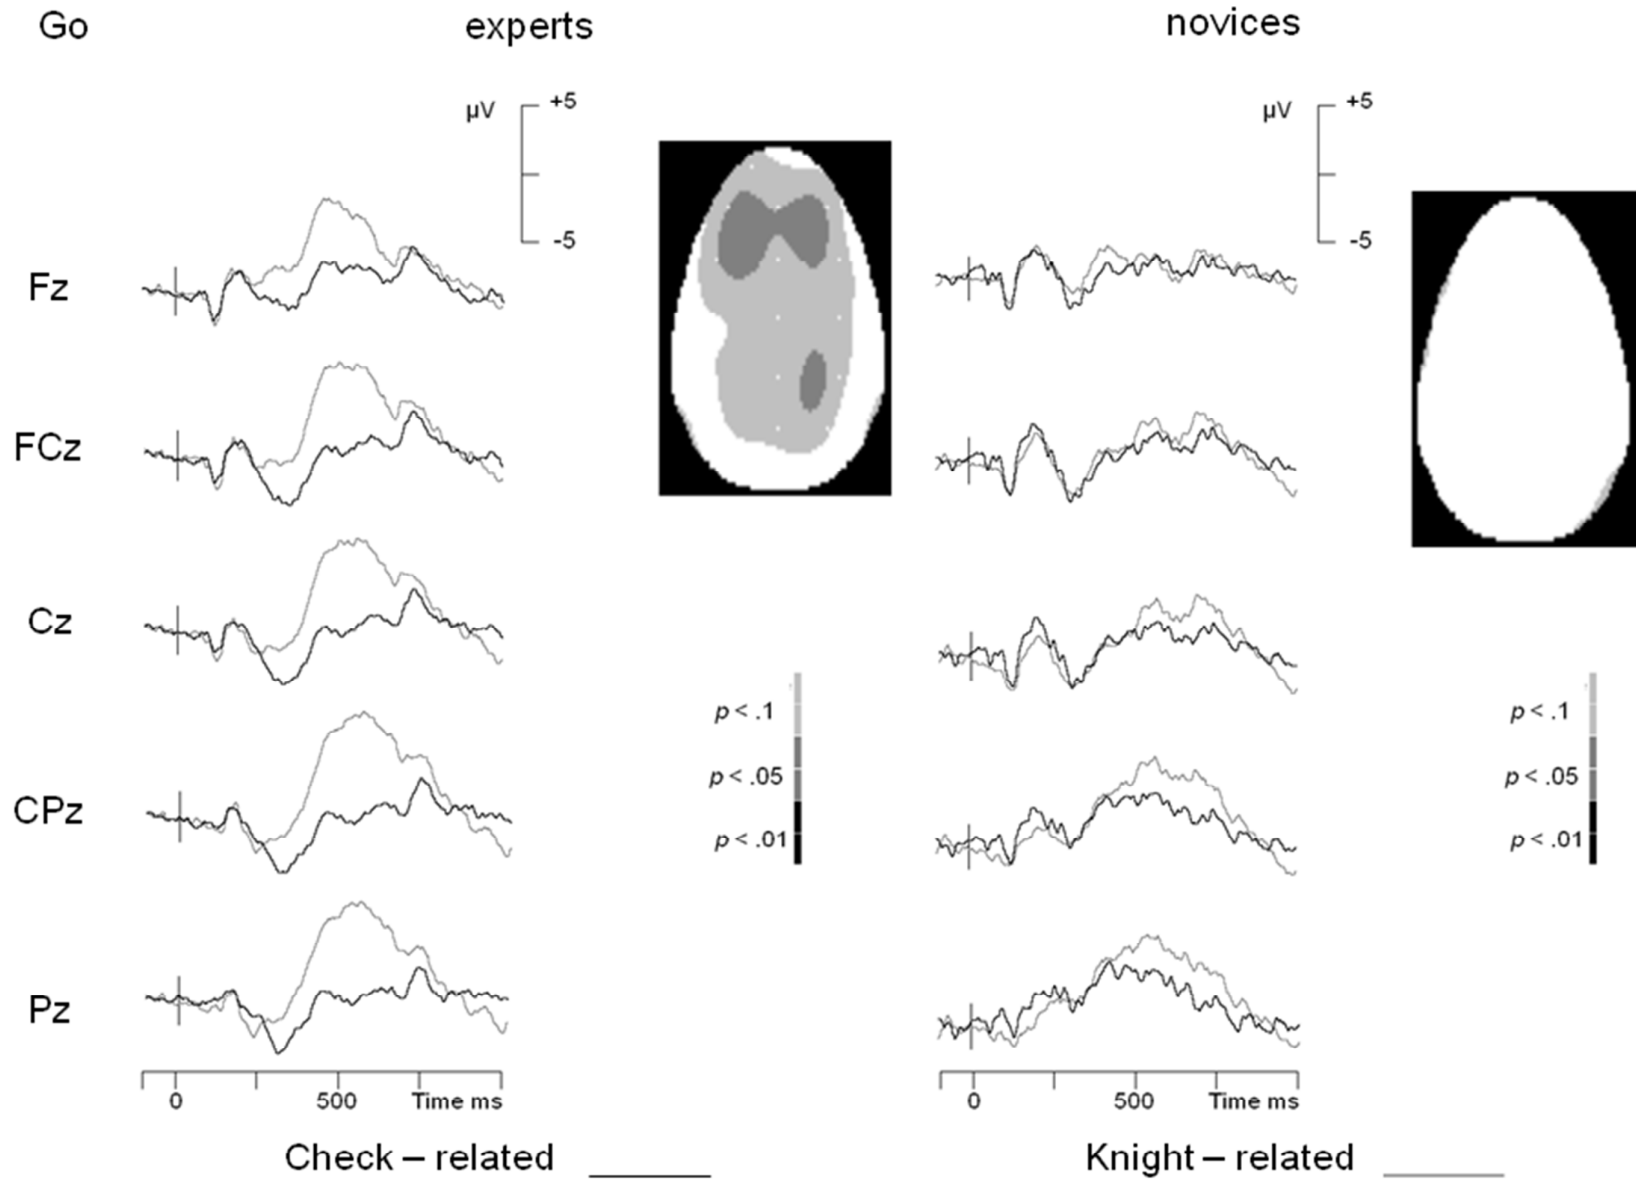 Go experts novices
µV +5 µV +5
-5 -5
Fz
FCz
Cz
p < .1 p < .1
p < .05 p < .05
CPz
p < .01 p < .01
Pz
0 500 Time ms 0 500 Time ms
Check – related Knight – related